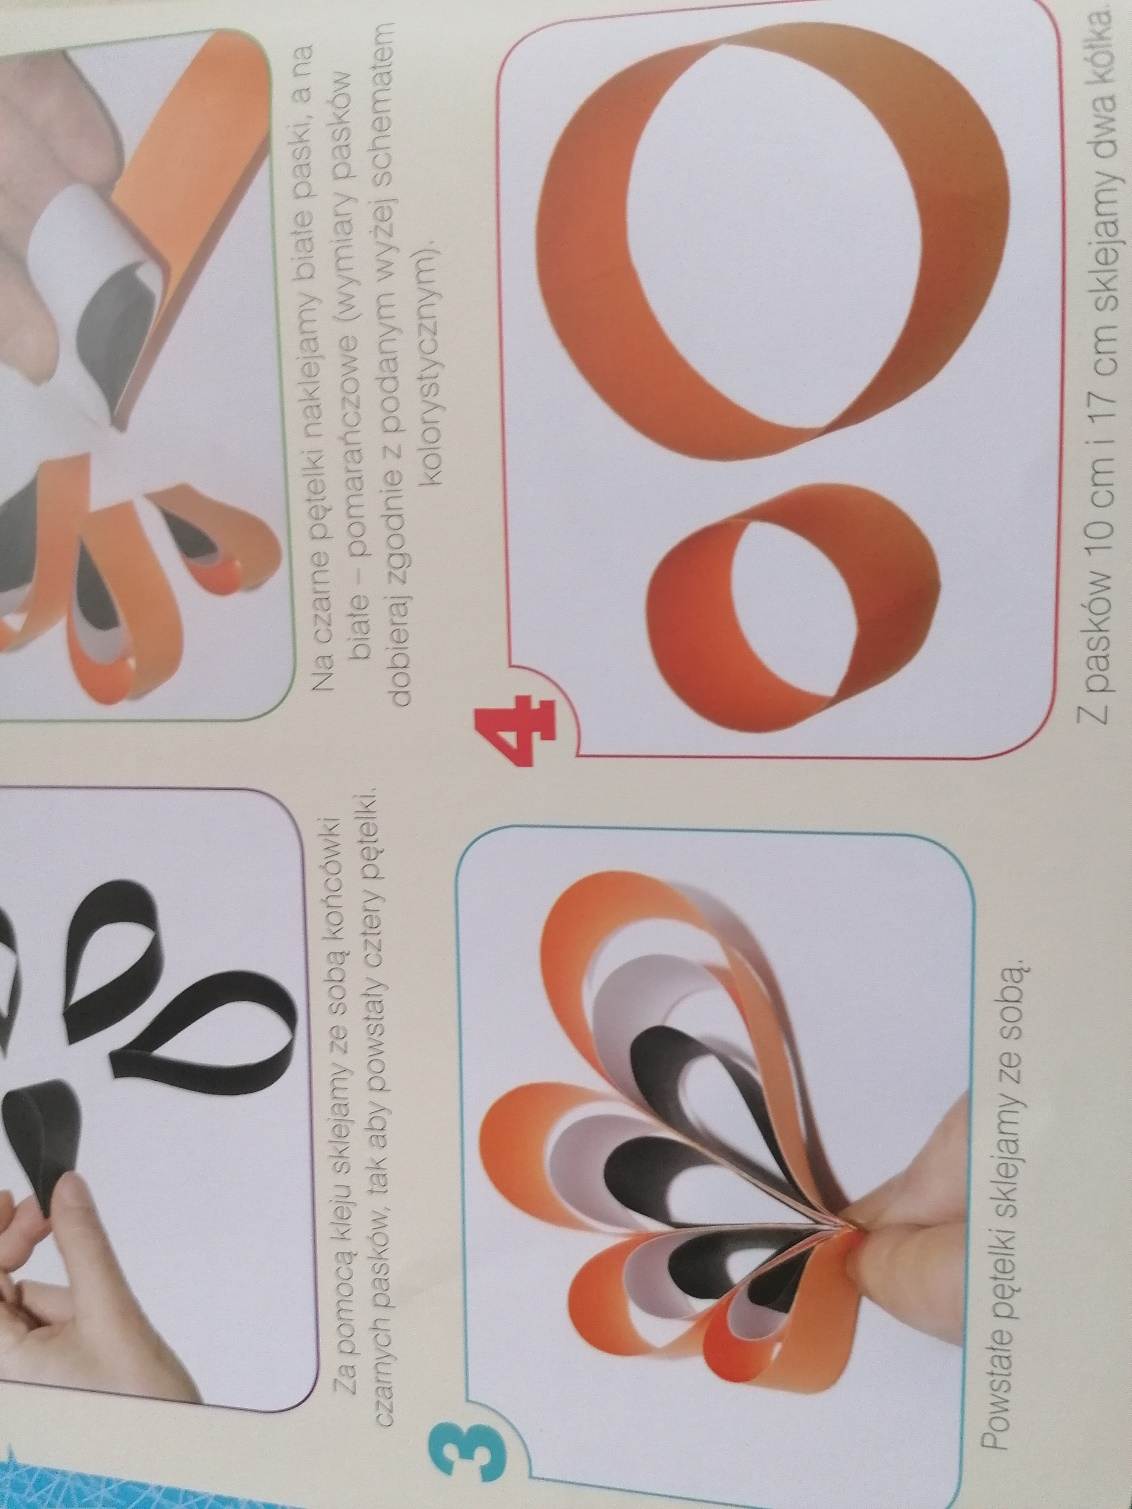 Za pomocą kleju sklejamy ze sobą końcówki
czarnych pasków, tak aby powstały cztery pętelki.
Na czarne pętelki naklejamy białe paski, a na
białe – pomarańczowe (wymiary pasków
dobieraj zgodnie z podanym wyżej schematem
kolorystycznym).
3
Powstałe pętelki sklejamy ze sobą.
4
Z pasków 10 cm i 17 cm sklejamy dwa kółka.